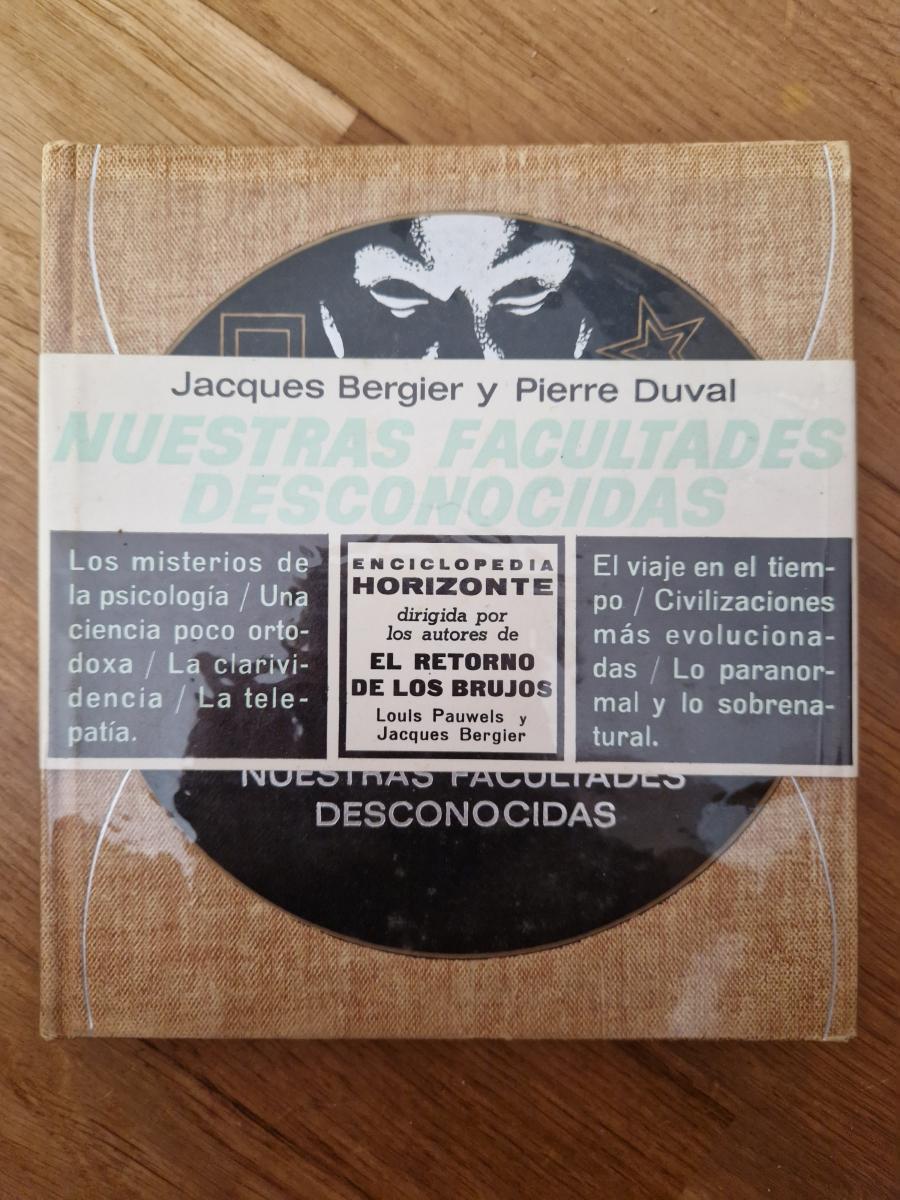 Jacques Bergier y Pierre Duval
NUESTRAS FACULTADES
DESCONOCIDAS
Los misterios de
la psicología / Una
ciencia poco orto-
doxa / La clarivi-
dencia / La tele-
patía.
ENCICLOPEDIA
HORIZONTE
dirigida por
los autores de
EL RETORNO
DE LOS BRUJOS
Louis Pauwels y
Jacques Bergier
El viaje en el tiem-
po / Civilizaciones
más evoluciona-
das / Lo paranor-
mal y lo sobrena-
tural.
NUESTRAS FACULTADES
DESCONOCIDAS